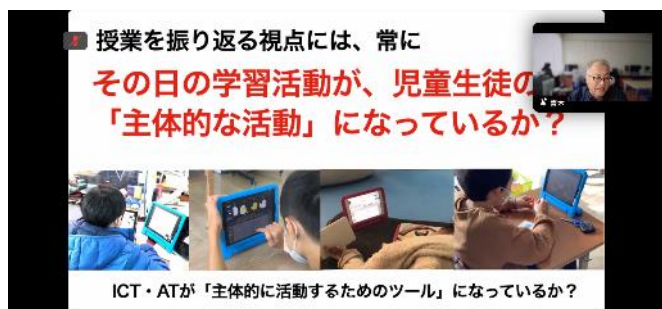 授業を振り返る視点には、常に
その日の学習活動が、児童生徒の
「主体的な活動」になっているか?
青木
ICT・ATが「主体的に活動するためのツール」になっているか?